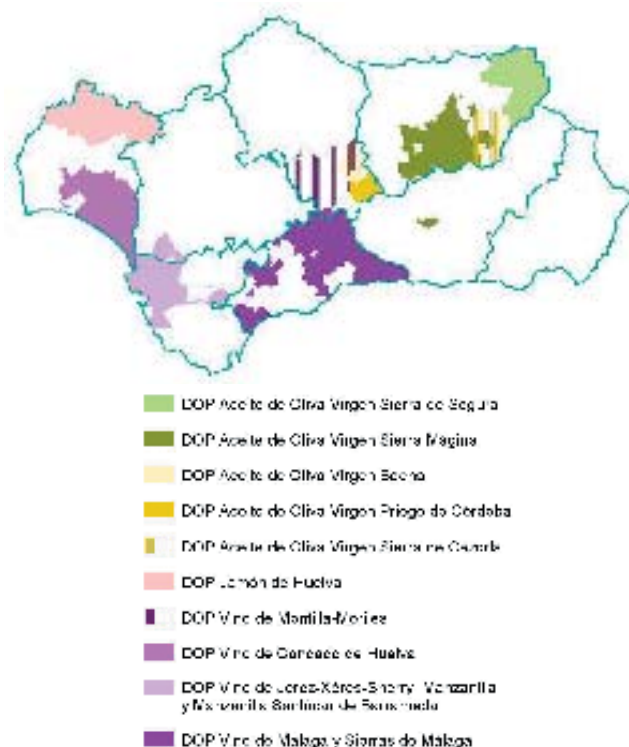 DOP Aceite de Oliva Virgen Sierra de Segura
DOP Aceite de Oliva Virgen Sierra Mágina
DOP Aceite de Oliva Virgen Baena
DOP Aceite de Oliva Virgen Priego de Córdoba
DOP Aceite de Oliva Virgen Sierra de Cazorla
DOP Jamón de Huelva
DOP Vino de Montilla-Moriles
DOP Vino de Condado de Huelva
DOP Vino de Jerez-Xérès-Sherry, Manzanilla
y Manzanilla Sanlúcar de Barrameda
DOP Vino de Malaga y Sierras de Málaga